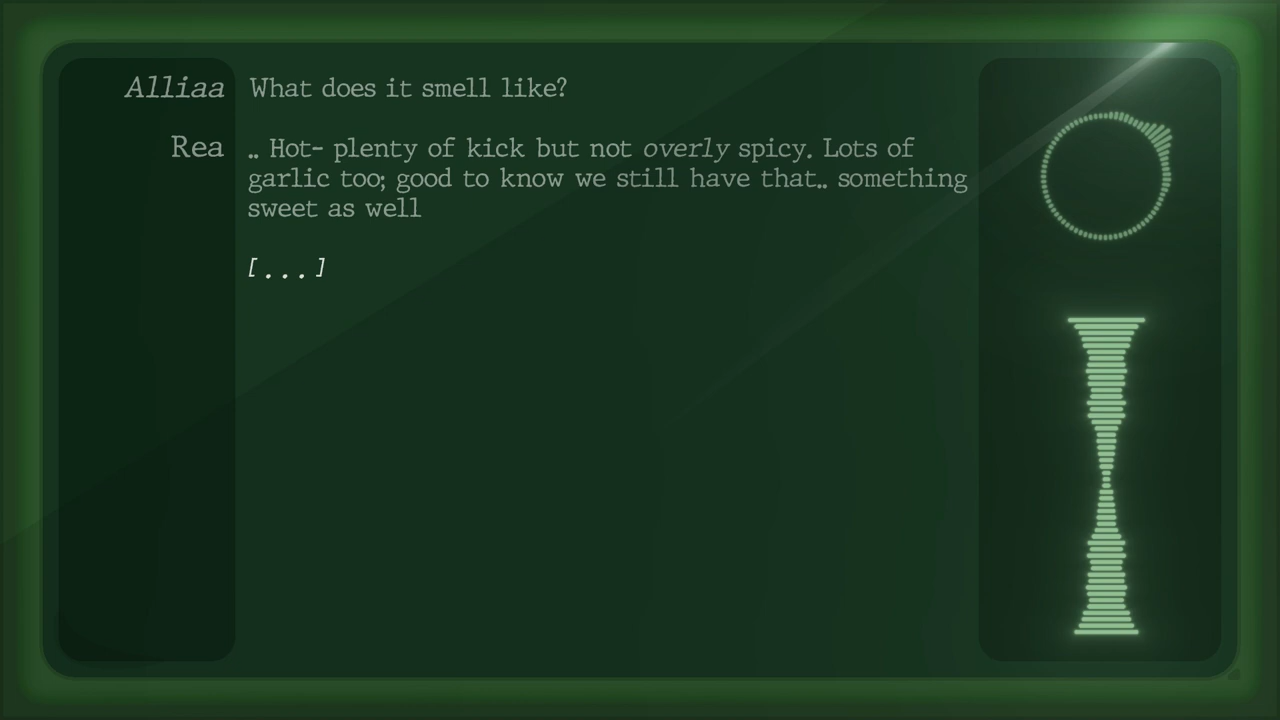 Alliaa What does it smell like?
Rea .. Hot- plenty of kick but not overly spicy. Lots of
garlic too; good to know we still have that.. something
sweet as well
[...]